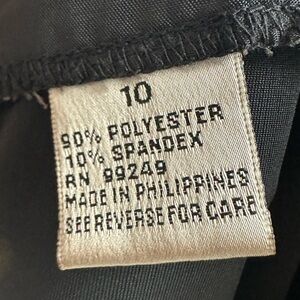 10
90% POLYESTER
10% SPANDEX
RN 99249
MADE IN PHILIPPINES
SEE REVERSE FOR CARE